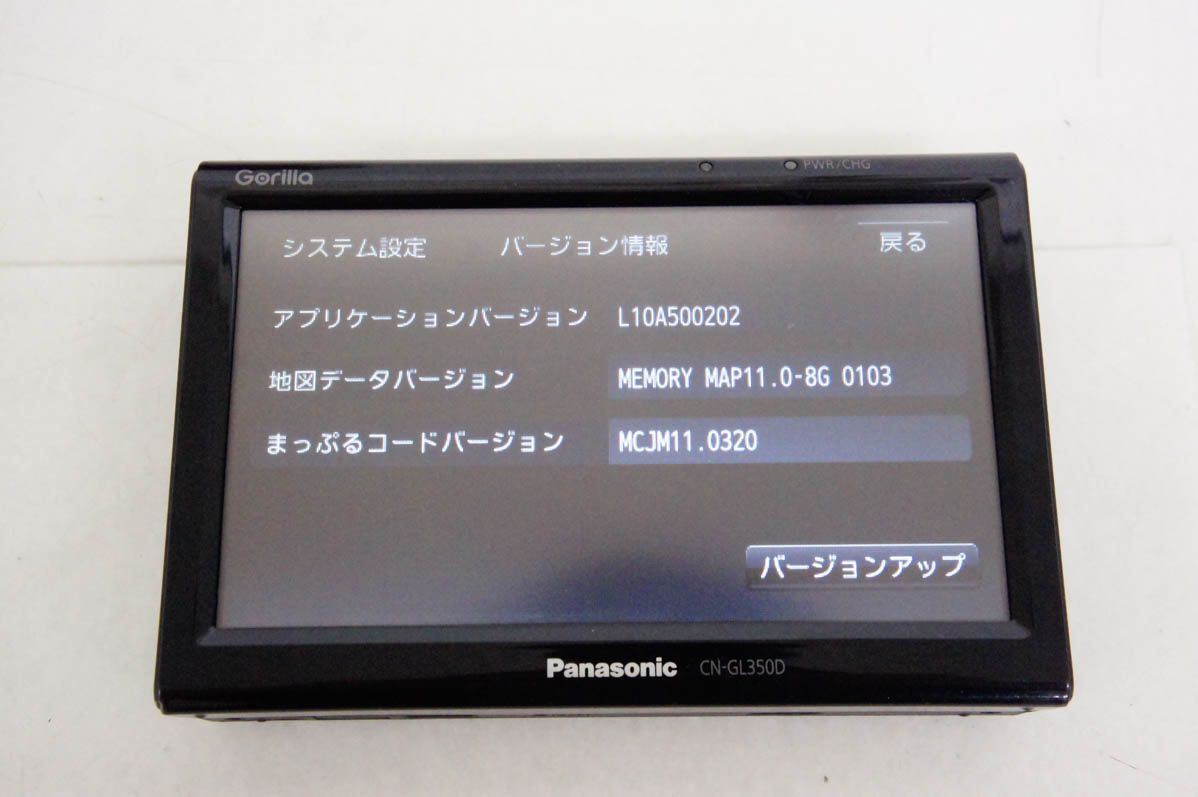 Gorilla
PWR/CHG
システム設定 バージョン情報 戻る
アプリケーションバージョン L10A500202
地図データバージョン MEMORY MAP11.0-8G 0103
まっぷるコードバージョン MCJM11.0320
バージョンアップ
Panasonic CN-GL350D